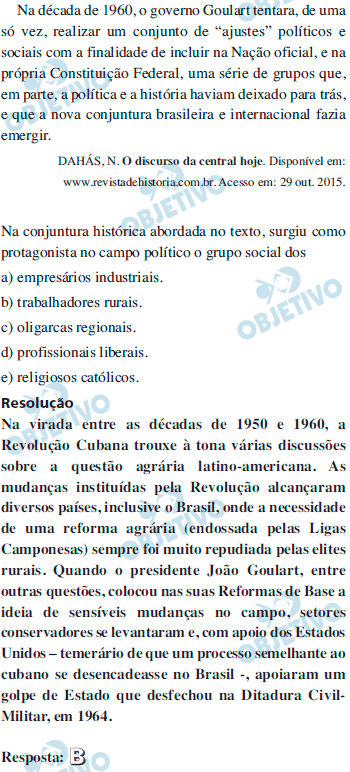 Na década de 1960, o governo Goulart tentara, de uma
só vez, realizar um conjunto de “ajustes” políticos e
sociais com a finalidade de incluir na Nação oficial, e na
própria Constituição Federal, uma série de grupos que,
em parte, a política e a história haviam deixado para trás,
e que a nova conjuntura brasileira e internacional fazia
emergir.
DAHÁS, N. O discurso da central hoje. Disponível em:
www.revistadehistoria.com.br. Acesso em: 29 out. 2015.
Na conjuntura histórica abordada no texto, surgiu como
protagonista no campo político o grupo social dos
a) empresários industriais.
b) trabalhadores rurais.
c) oligarcas regionais.
d) profissionais liberais.
e) religiosos católicos.
Resolução
Na virada entre as décadas de 1950 e 1960, a
Revolução Cubana trouxe à tona várias discussões
sobre a questão agrária latino-americana. As
mudanças instituídas pela Revolução alcançaram
diversos países, inclusive o Brasil, onde a necessidade
de uma reforma agrária (endossada pelas Ligas
Camponesas) sempre foi muito repudiada pelas elites
rurais. Quando o presidente João Goulart, entre
outras questões, colocou nas suas Reformas de Base a
ideia de sensíveis mudanças no campo, setores
conservadores se levantaram e, com apoio dos Estados
Unidos – temerário de que um processo semelhante ao
cubano se desencadeasse no Brasil -, apoiaram um
golpe de Estado que desfechou na Ditadura Civil-
Militar, em 1964.
Resposta: B
OBJETIVO
OBJETIVO
OBJETIVO
OBJETIVO
OBJETIVO
OBJETIVO
OBJETIVO
OBJETIVO
OBJETIVO